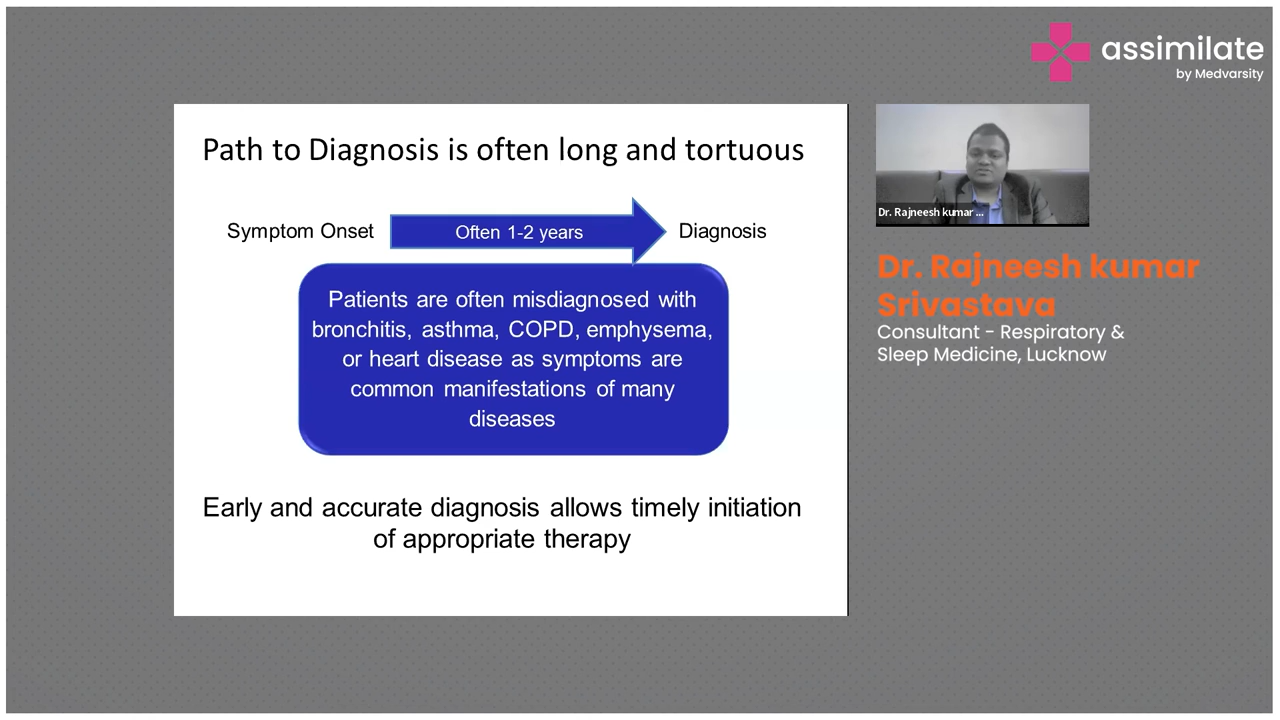 assimilate
by Medvarsity
Path to Diagnosis is often long and tortuous
Symptom Onset
Often 1-2 years
Diagnosis
Patients are often misdiagnosed with
bronchitis, asthma, COPD, emphysema,
or heart disease as symptoms are
common manifestations of many
diseases
Early and accurate diagnosis allows timely initiation
of appropriate therapy
Dr. Rajneesh kumar ...
Dr. Rajneesh kumar
Srivastava
Consultant - Respiratory &
Sleep Medicine, Lucknow